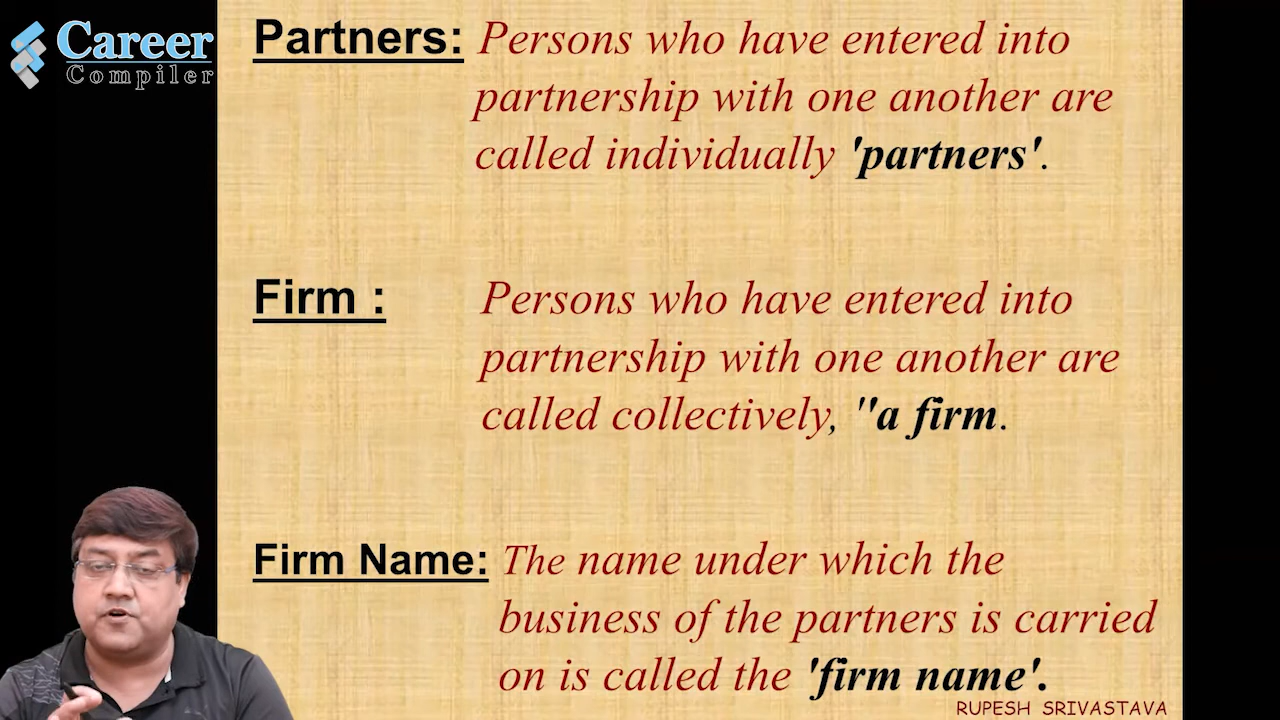 Career
Compiler
Partners: Persons who have entered into
partnership with one another are
called individually 'partners'.
Firm : Persons who have entered into
partnership with one another are
called collectively, ''a firm.
Firm Name: The name under which the
business of the partners is carried
on is called the 'firm name'.
RUPESH SRIVASTAVA